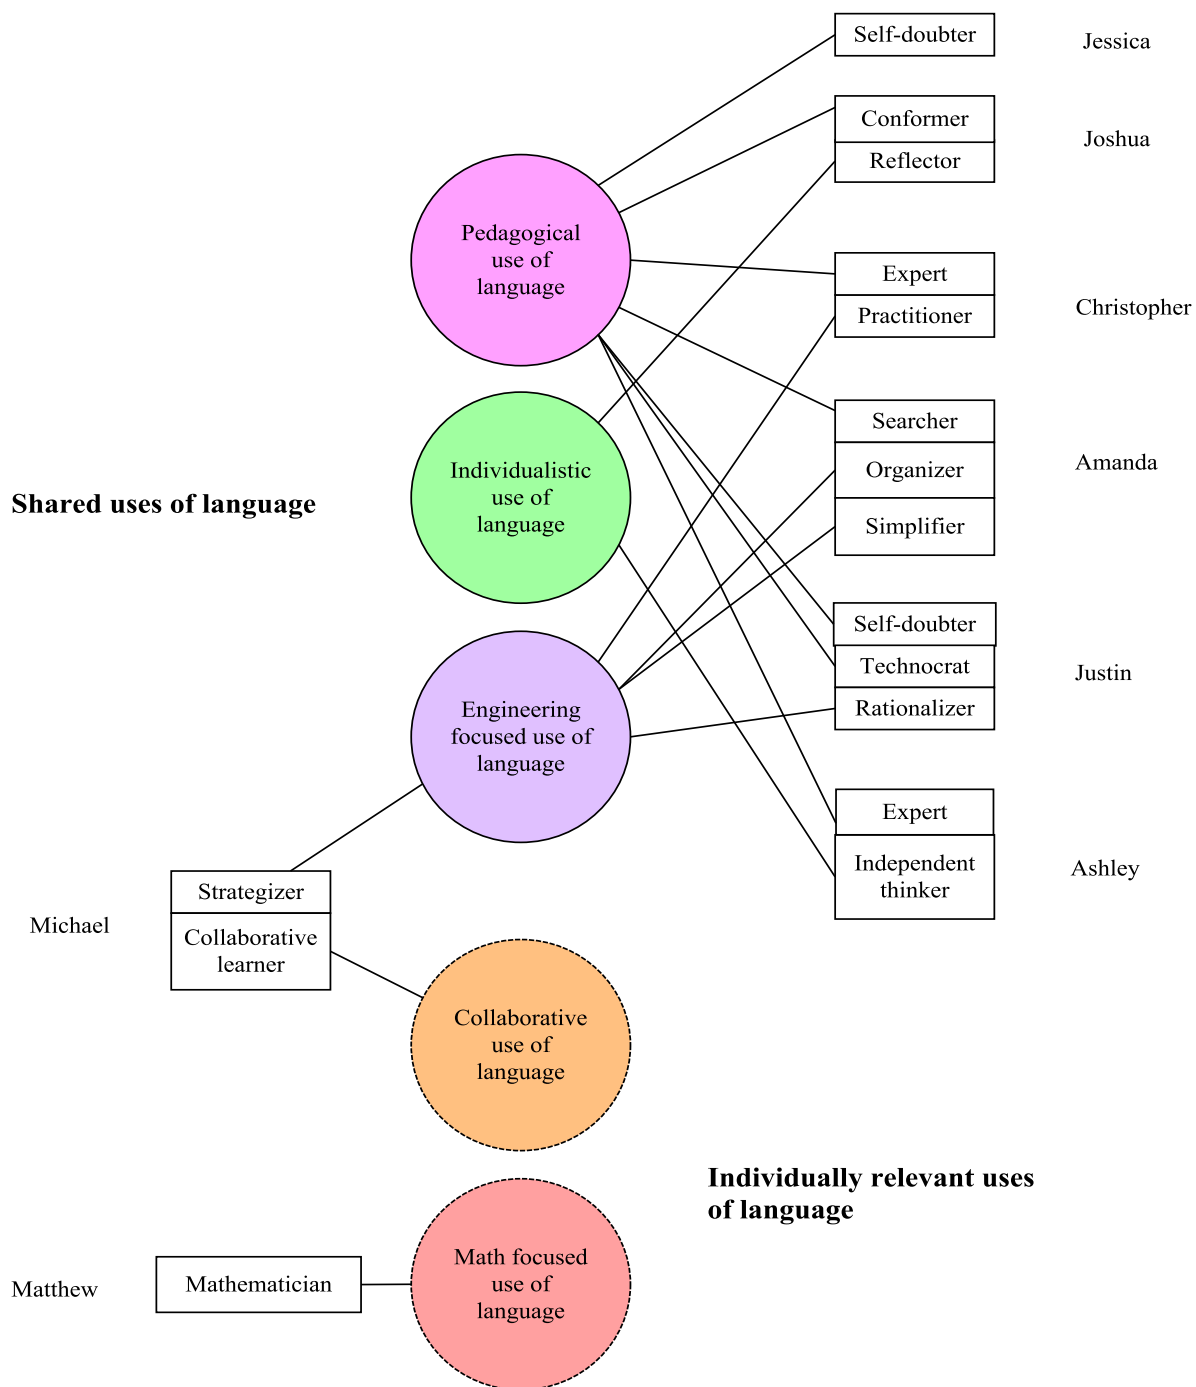 Self-doubter
Jessica
Conformer
Reflector
Joshua
Pedagogical
use of
language
Expert
Practitioner
Christopher
Searcher
Organizer
Simplifier
Amanda
Individualistic
use of
language
Shared uses of language
Self-doubter
Technocrat
Rationalizer
Justin
Engineering
focused use of
language
Expert
Independent
thinker
Ashley
Michael
Strategizer
Collaborative
learner
Collaborative
use of
language
Individually relevant uses
of language
Matthew
Mathematician
Math focused
use of
language